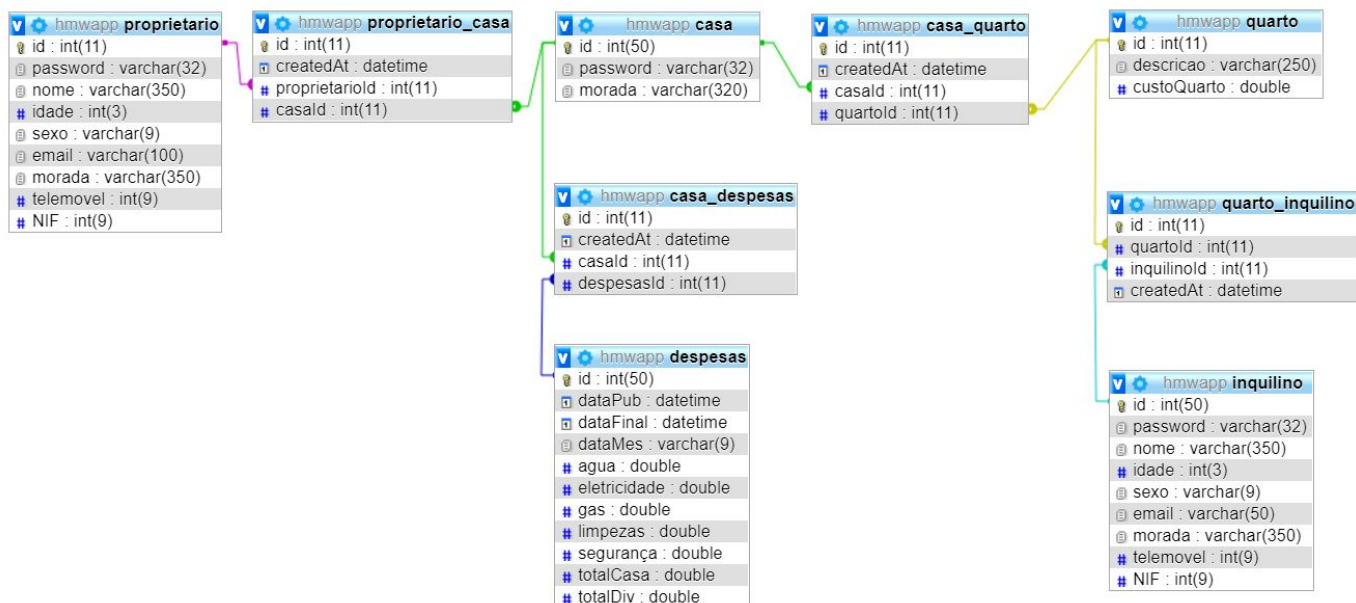 hmwapp proprietario
id : int(11)
password : varchar(32)
nome : varchar(350)
idade : int(3)
sexo : varchar(9)
email : varchar(100)
morada : varchar(350)
telemovel : int(9)
NIF : int(9)
hmwapp proprietario_casa
id : int(11)
createdAt : datetime
proprietarioId : int(11)
casaId : int(11)
hmwapp casa
id : int(50)
password : varchar(32)
morada : varchar(320)
hmwapp casa_quarto
id : int(11)
createdAt : datetime
casaId : int(11)
quartoId : int(11)
hmwapp quarto
id : int(11)
descricao : varchar(250)
custoQuarto : double
hmwapp casa_despesas
id : int(11)
createdAt : datetime
casaId : int(11)
despesasId : int(11)
hmwapp quarto_inquilino
id : int(11)
quartoId : int(11)
inquilinoId : int(11)
createdAt : datetime
hmwapp despesas
id : int(50)
dataPub : datetime
dataFinal : datetime
dataMes : varchar(9)
agua : double
eletricidade : double
gas : double
limpezas : double
segurança : double
totalCasa : double
totalDiv : double
hmwapp inquilino
id : int(50)
password : varchar(32)
nome : varchar(350)
idade : int(3)
sexo : varchar(9)
email : varchar(50)
morada : varchar(350)
telemovel : int(9)
NIF : int(9)